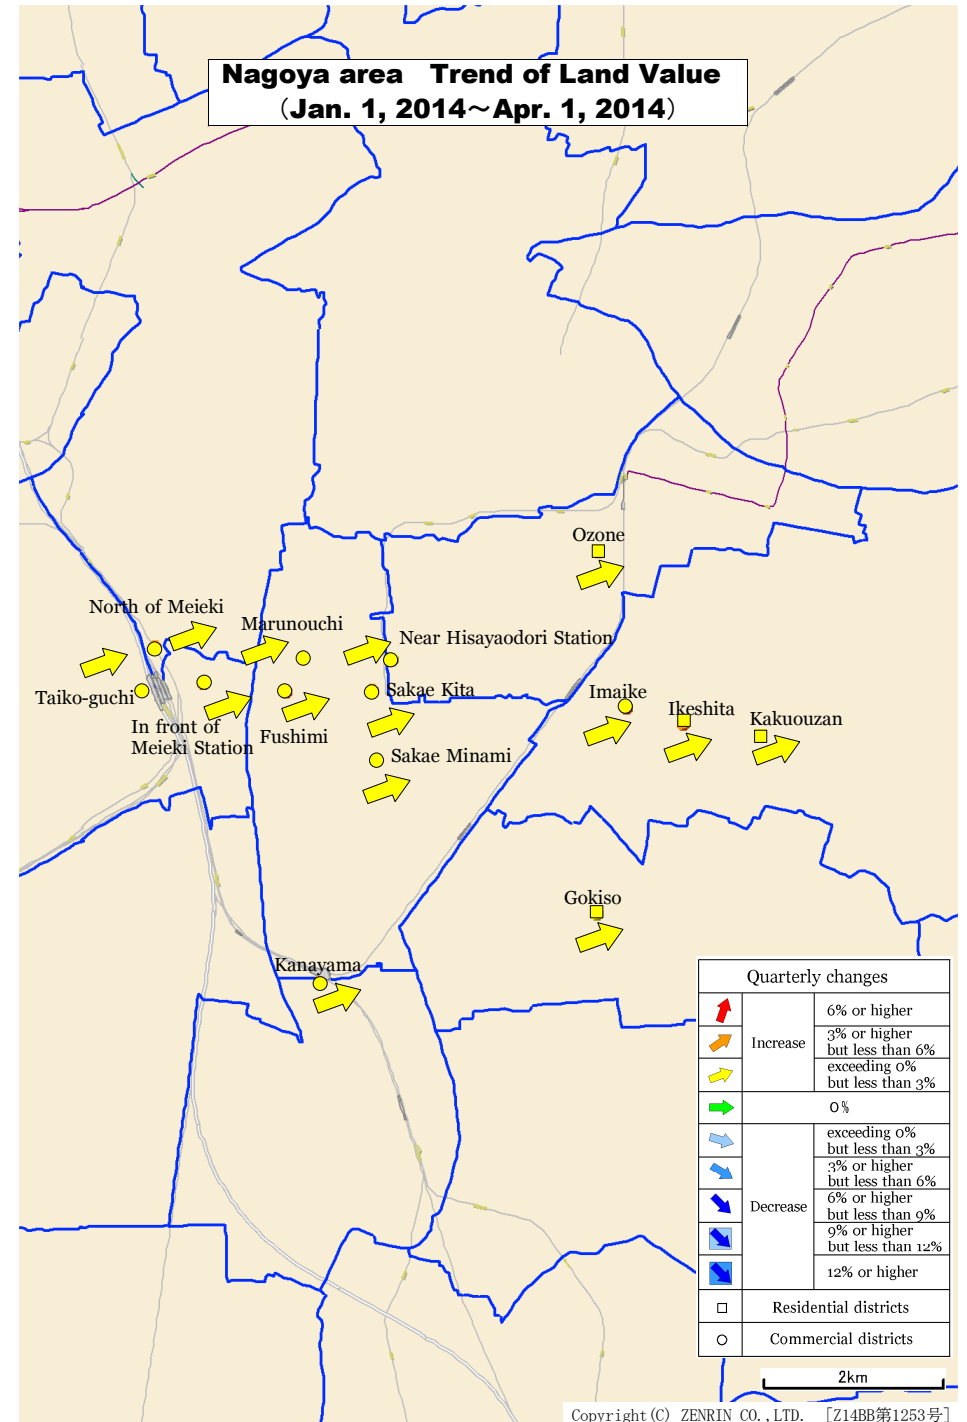 Nagoya area Trend of Land Value
(Jan. 1, 2014～Apr. 1, 2014)
Ozone
North of Meieki
Marunouchi
Near Hisayaodori Station
Taiko-guchi
Sakae Kita
Imaike
Ikeshita
Kakuouzan
In front of
Meieki Station
Fushimi
Sakae Minami
Gokiso
Kanayama
Quarterly changes
Increase
6% or higher
3% or higher
but less than 6%
exceeding 0%
but less than 3%
0%
Decrease
exceeding 0%
but less than 3%
3% or higher
but less than 6%
6% or higher
but less than 9%
9% or higher
but less than 12%
12% or higher
Residential districts
Commercial districts
2km
Copyright(C) ZENRIN CO.,LTD. [Z14BB第1253号]